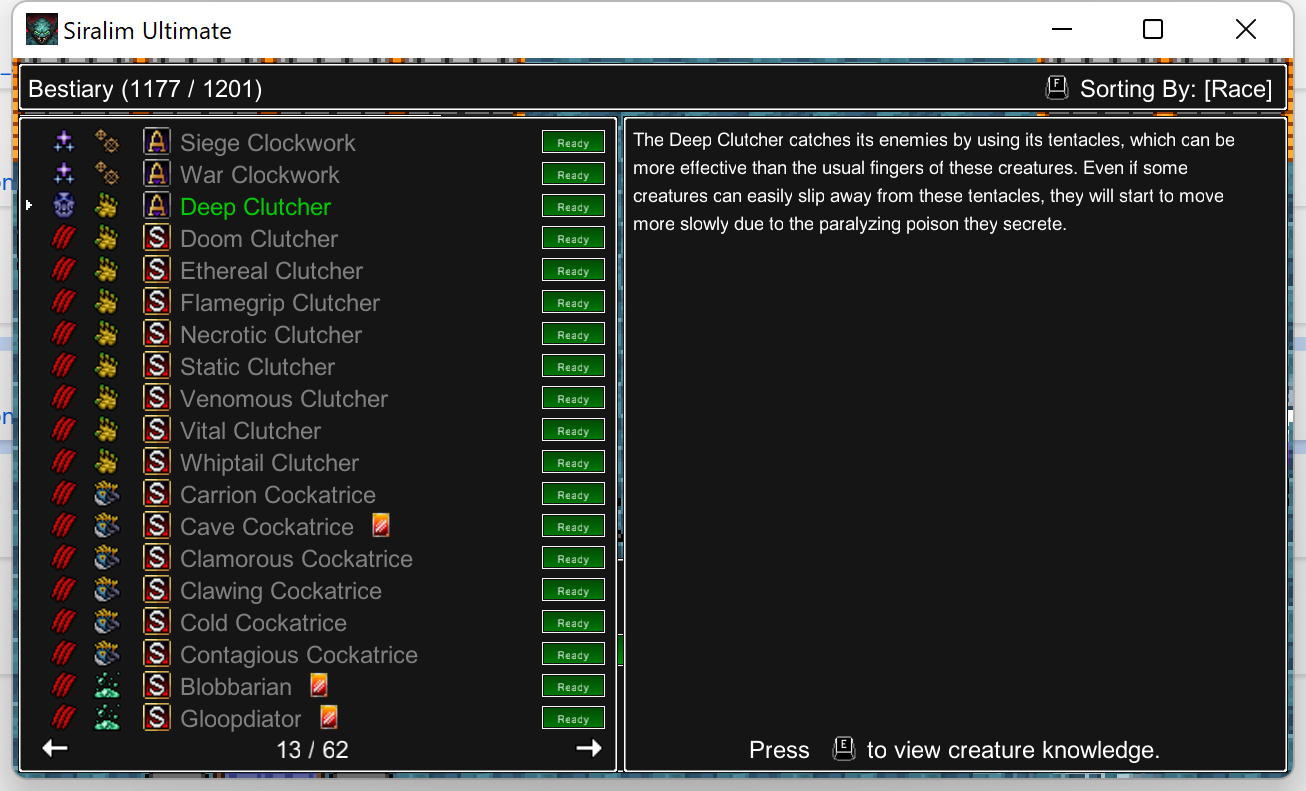 Siralim Ultimate
Bestiary (1177 / 1201)
F Sorting By: [Race]
A Siege Clockwork Ready
A War Clockwork Ready
A Deep Clutcher Ready
S Doom Clutcher Ready
S Ethereal Clutcher Ready
S Flamegrip Clutcher Ready
S Necrotic Clutcher Ready
S Static Clutcher Ready
S Venomous Clutcher Ready
S Vital Clutcher Ready
S Whiptail Clutcher Ready
S Carrion Cockatrice Ready
S Cave Cockatrice Ready
S Clamorous Cockatrice Ready
S Clawing Cockatrice Ready
S Cold Cockatrice Ready
S Contagious Cockatrice Ready
S Blobbarian Ready
S Gloopdiator Ready
13 / 62
The Deep Clutcher catches its enemies by using its tentacles, which can be
more effective than the usual fingers of these creatures. Even if some
creatures can easily slip away from these tentacles, they will start to move
more slowly due to the paralyzing poison they secrete.
Press E to view creature knowledge.